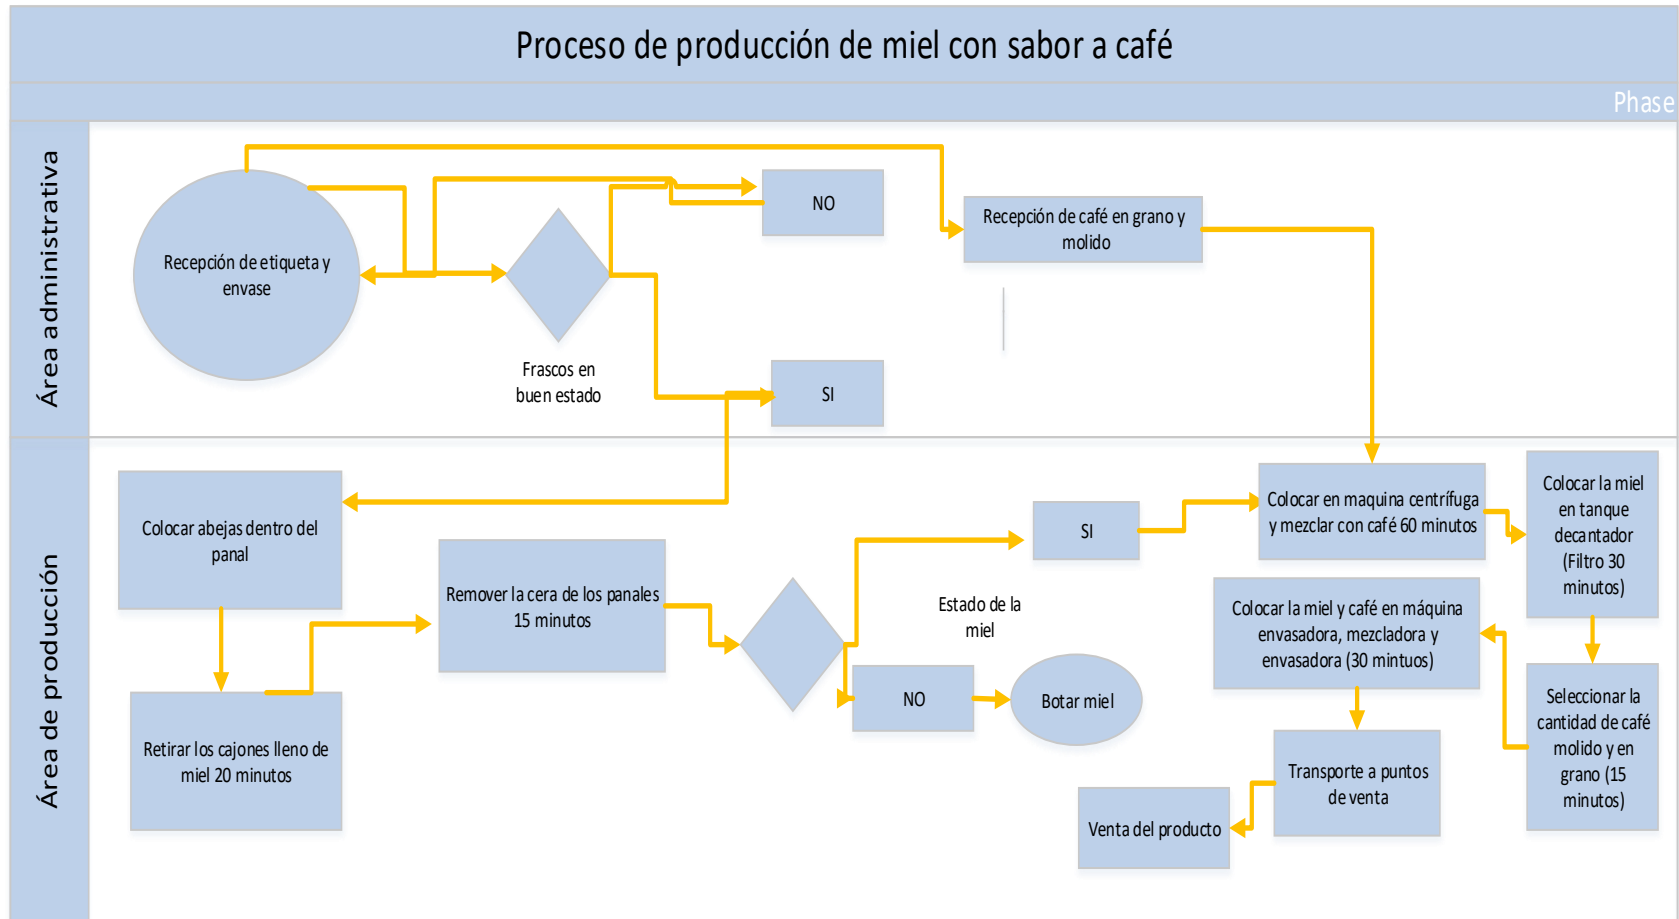 Proceso de producción de miel con sabor a café
Phase
Área administrativa
Recepción de etiqueta y
envase
Frascos en
buen estado
NO
SI
Recepción de café en grano y
molido
Área de producción
Colocar abejas dentro del
panal
Retirar los cajones lleno de
miel 20 minutos
Remover la cera de los panales
15 minutos
Estado de la
miel
SI
NO
Botar miel
Colocar en maquina centrífuga
y mezclar con café 60 minutos
Colocar la miel
en tanque
decantador
(Filtro 30
minutos)
Seleccionar la
cantidad de café
molido y en
grano (15
minutos)
Colocar la miel y café en máquina
envasadora, mezcladora y
envasadora (30 mintuos)
Transporte a puntos
de venta
Venta del producto